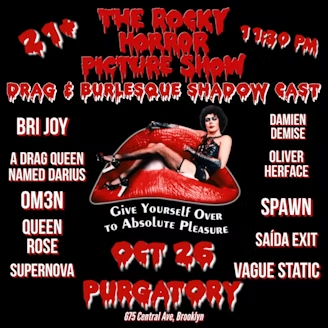 21+
THE ROCKY
HORROR
PICTURE SHOW
11:30 PM
DRAG & BURLESQUE SHADOW CAST
BRI JOY
A DRAG QUEEN
NAMED DARIUS
OM3N
QUEEN
ROSE
SUPERNOVA
DAMIEN
DEMISE
OLIVER
HERFACE
SPAWN
SAÍDA EXIT
VAGUE STATIC
GIVE YOURSELF OVER
TO ABSOLUTE PLEASURE
OCT 26
PURGATORY
675 Central Ave, Brooklyn